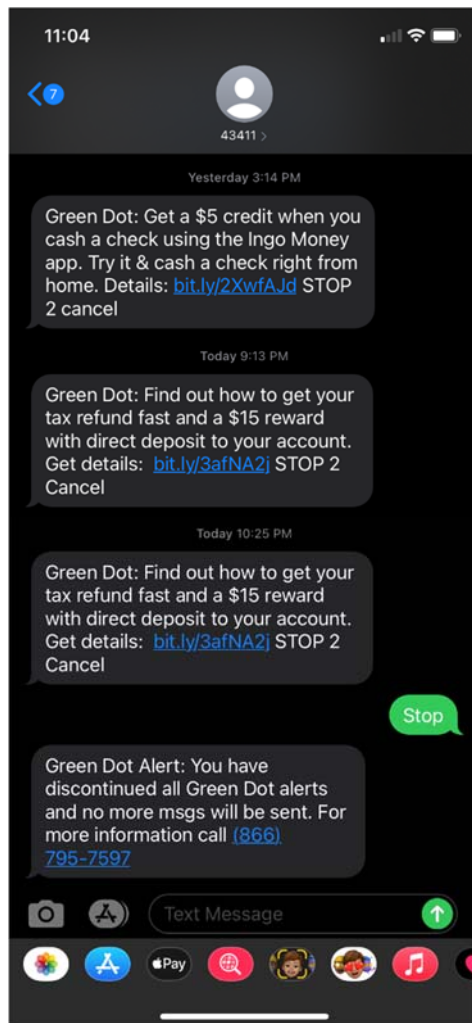 11:04
7
43411 >
Yesterday 3:14 PM
Green Dot: Get a $5 credit when you
cash a check using the Ingo Money
app. Try it & cash a check right from
home. Details: bit.ly/2XwfAJd STOP
2 cancel
Today 9:13 PM
Green Dot: Find out how to get your
tax refund fast and a $15 reward
with direct deposit to your account.
Get details:  bit.ly/3afNA2j STOP 2
Cancel
Today 10:25 PM
Green Dot: Find out how to get your
tax refund fast and a $15 reward
with direct deposit to your account.
Get details:  bit.ly/3afNA2j STOP 2
Cancel
Stop
Green Dot Alert: You have
discontinued all Green Dot alerts
and no more msgs will be sent. For
more information call (866)
795-7597
Text Message
Pay